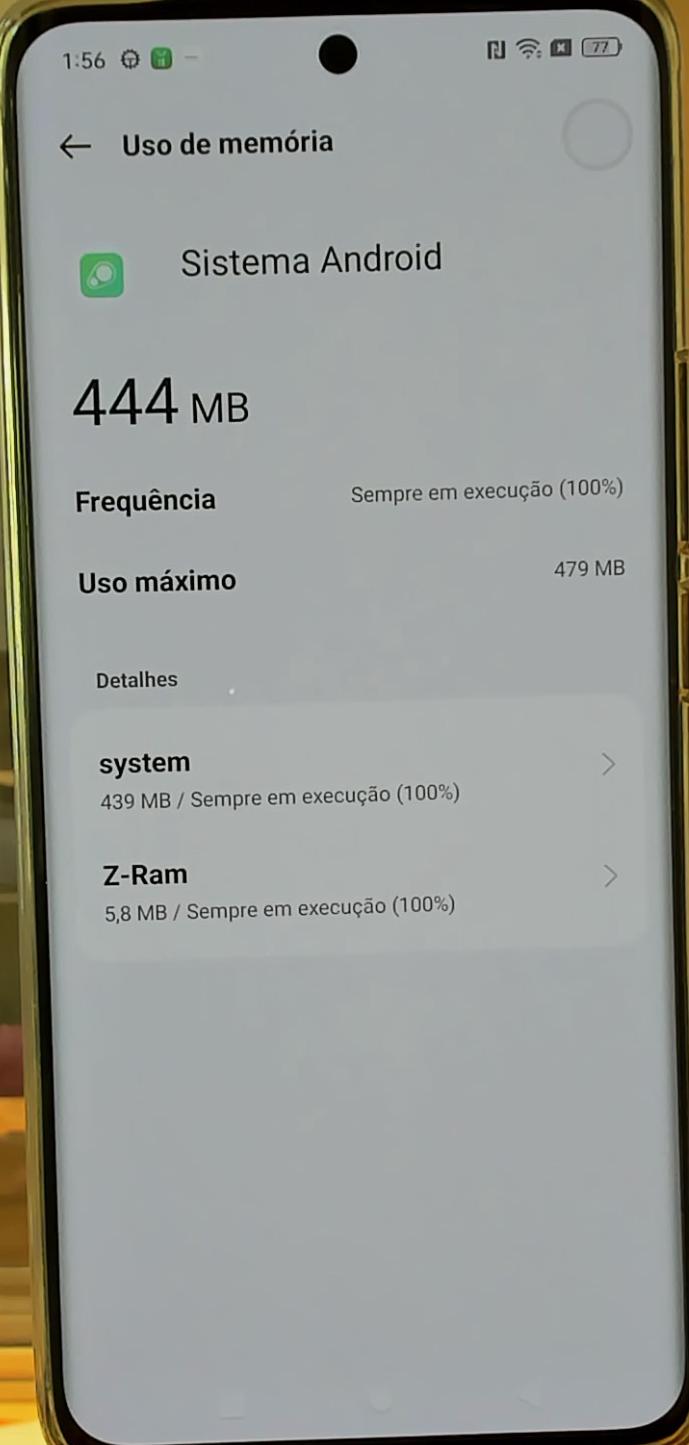 1:56
77
Uso de memória
Sistema Android
444 MB
Frequência Sempre em execução (100%)
Uso máximo 479 MB
Detalhes
system
439 MB / Sempre em execução (100%)
Z-Ram
5,8 MB / Sempre em execução (100%)